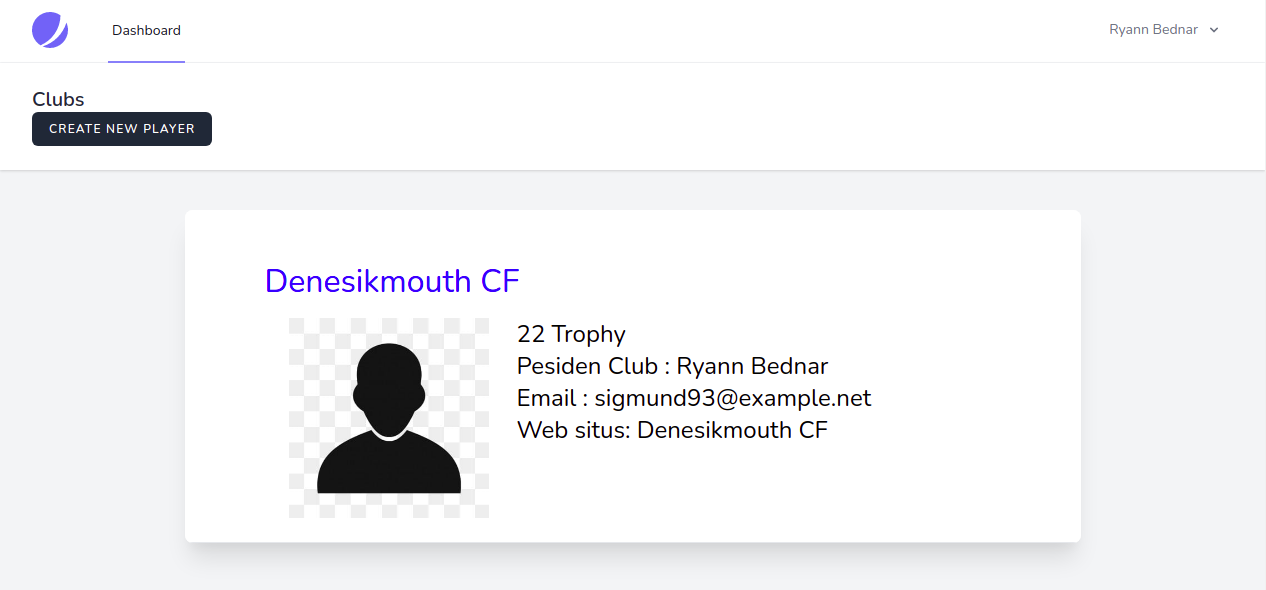 Dashboard
Ryann Bednar
Clubs
CREATE NEW PLAYER
Denesikmouth CF
22 Trophy
Pesiden Club : Ryann Bednar
Email : sigmund93@example.net
Web situs: Denesikmouth CF